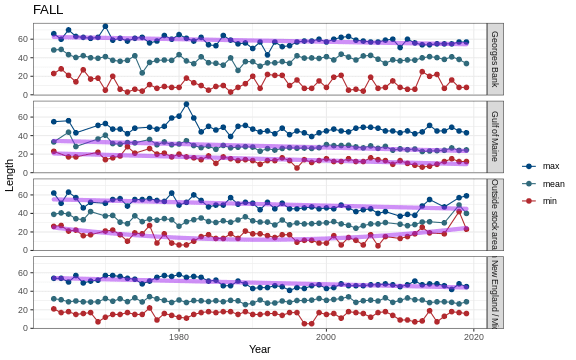 FALL
60
40
20
0
Georges Bank
60
40
20
0
Gulf of Maine
60
40
20
0
Outside stock area
60
40
20
0
New England / Mi
1980
2000
2020
Year
Length
max
mean
min